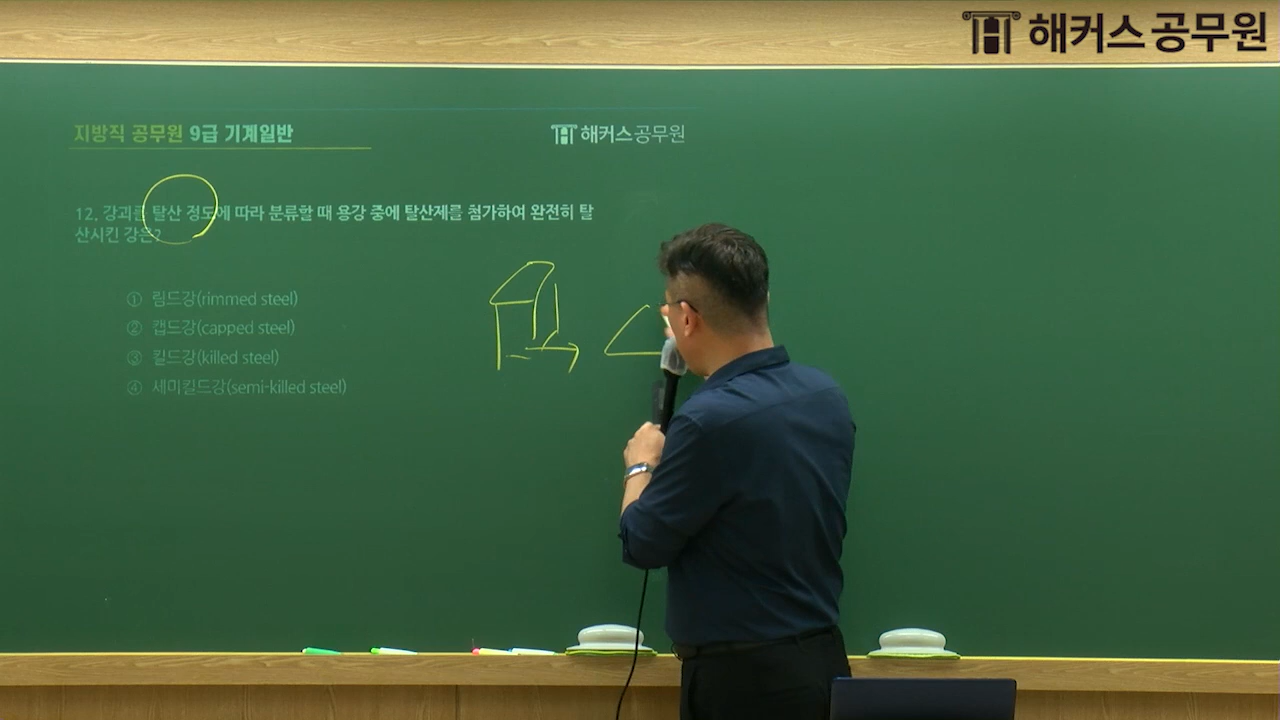 해커스공무원
지방직 공무원 9급 기계일반
해커스공무원
12. 강괴를 탈산 정도에 따라 분류할 때 용강 중에 탈산제를 첨가하여 완전히 탈
산시킨 강은?
① 림드강(rimmed steel)
② 캡드강(capped steel)
③ 킬드강(killed steel)
④ 세미킬드강(semi-killed steel)